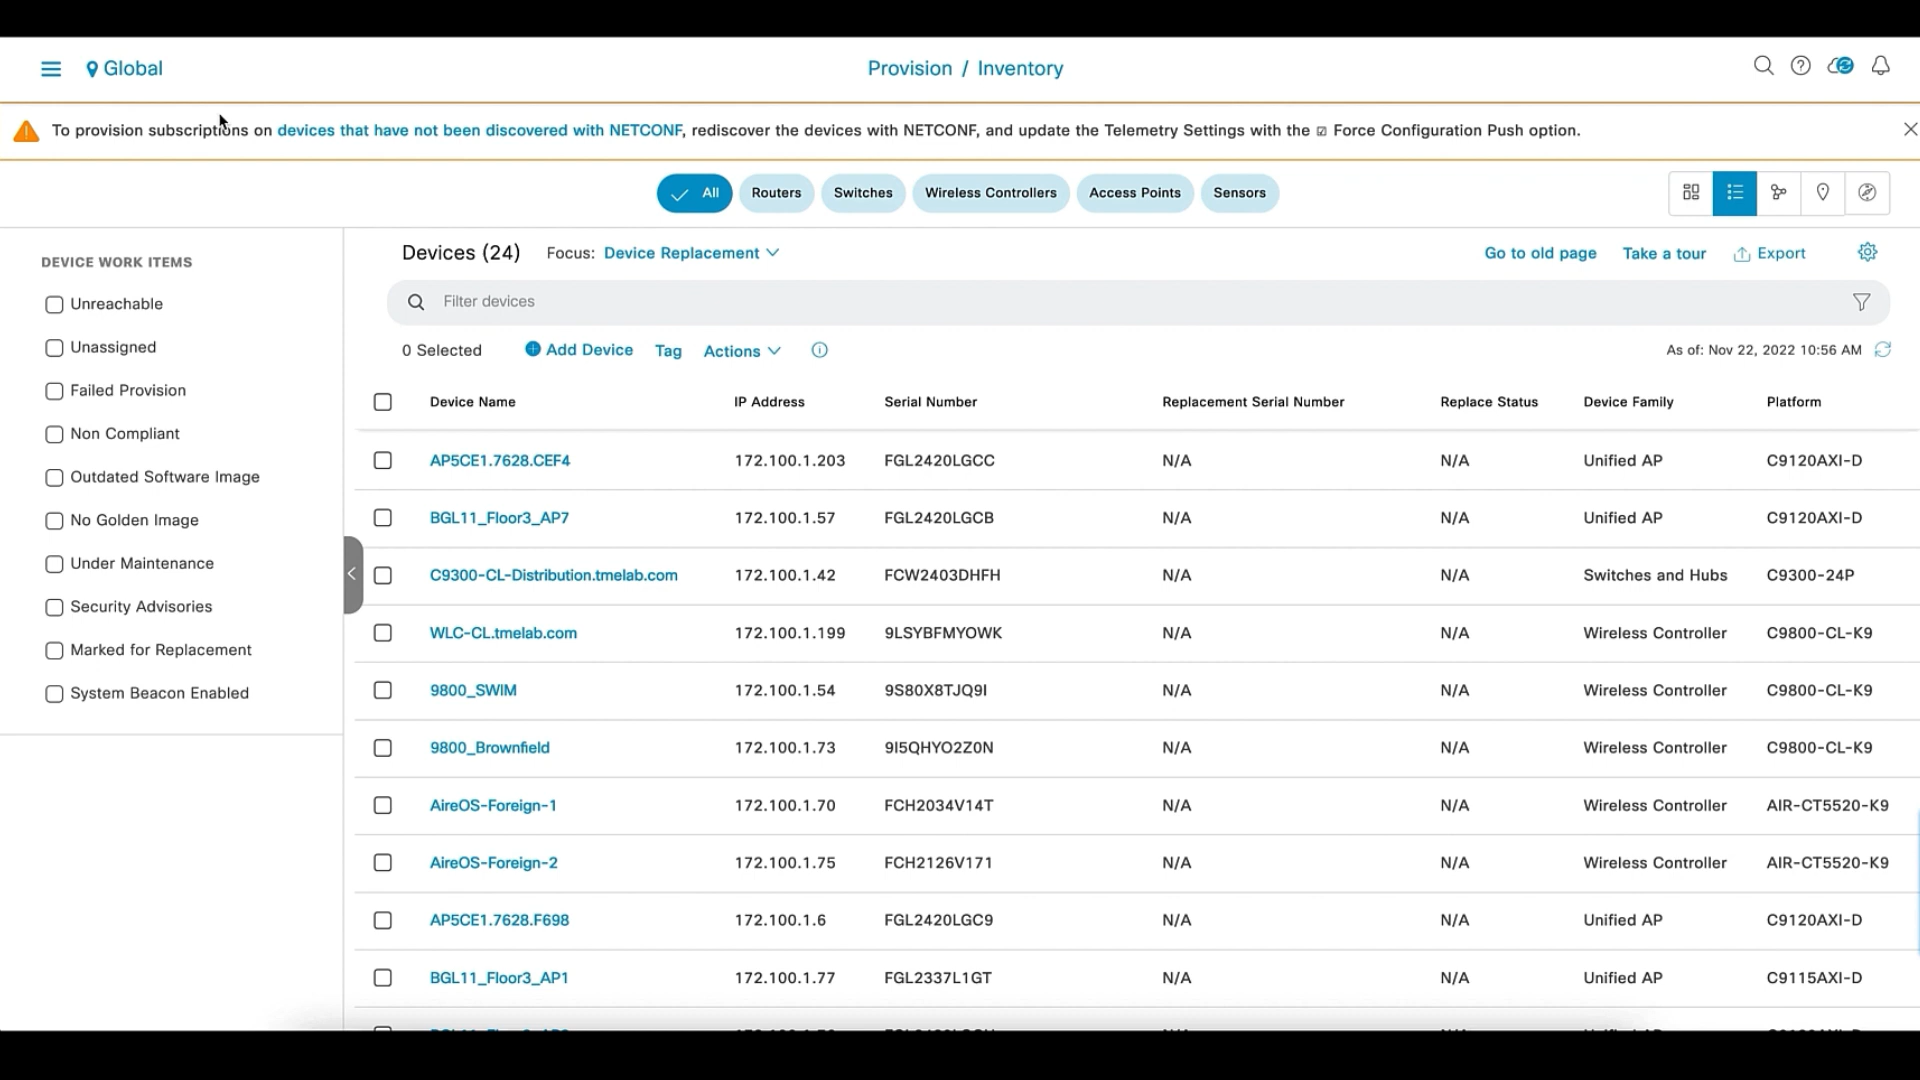 Global
Provision / Inventory
To provision subscriptions on devices that have not been discovered with NETCONF, rediscover the devices with NETCONF, and update the Telemetry Settings with the ☑ Force Configuration Push option.
All Routers Switches Wireless Controllers Access Points Sensors
DEVICE WORK ITEMS
Unreachable
Unassigned
Failed Provision
Non Compliant
Outdated Software Image
No Golden Image
Under Maintenance
Security Advisories
Marked for Replacement
System Beacon Enabled
Devices (24) Focus: Device Replacement Go to old page Take a tour Export
Filter devices
0 Selected Add Device Tag Actions As of: Nov 22, 2022 10:56 AM
Device Name IP Address Serial Number Replacement Serial Number Replace Status Device Family Platform
AP5CE1.7628.CEF4 172.100.1.203 FGL2420LGCC N/A N/A Unified AP C9120AXI-D
BGL11_Floor3_AP7 172.100.1.57 FGL2420LGCB N/A N/A Unified AP C9120AXI-D
C9300-CL-Distribution.tmelab.com 172.100.1.42 FCW2403DHFH N/A N/A Switches and Hubs C9300-24P
WLC-CL.tmelab.com 172.100.1.199 9LSYBFMYOWK N/A N/A Wireless Controller C9800-CL-K9
9800_SWIM 172.100.1.54 9S80X8TJQ9I N/A N/A Wireless Controller C9800-CL-K9
9800_Brownfield 172.100.1.73 9I5QHYO2Z0N N/A N/A Wireless Controller C9800-CL-K9
AireOS-Foreign-1 172.100.1.70 FCH2034V14T N/A N/A Wireless Controller AIR-CT5520-K9
AireOS-Foreign-2 172.100.1.75 FCH2126V171 N/A N/A Wireless Controller AIR-CT5520-K9
AP5CE1.7628.F698 172.100.1.6 FGL2420LGC9 N/A N/A Unified AP C9120AXI-D
BGL11_Floor3_AP1 172.100.1.77 FGL2337L1GT N/A N/A Unified AP C9115AXI-D